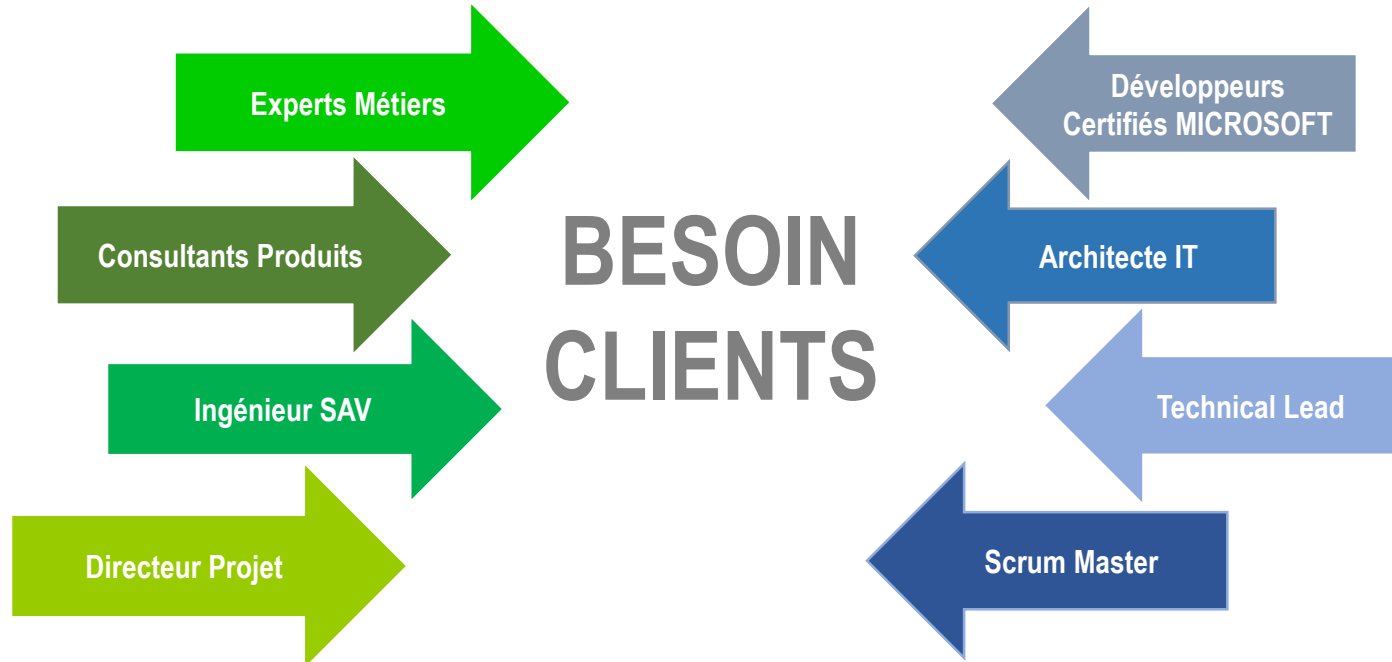 Experts Métiers
Développeurs
Certifiés MICROSOFT
Consultants Produits
BESOIN
CLIENTS
Architecte IT
Ingénieur SAV
Technical Lead
Directeur Projet
Scrum Master